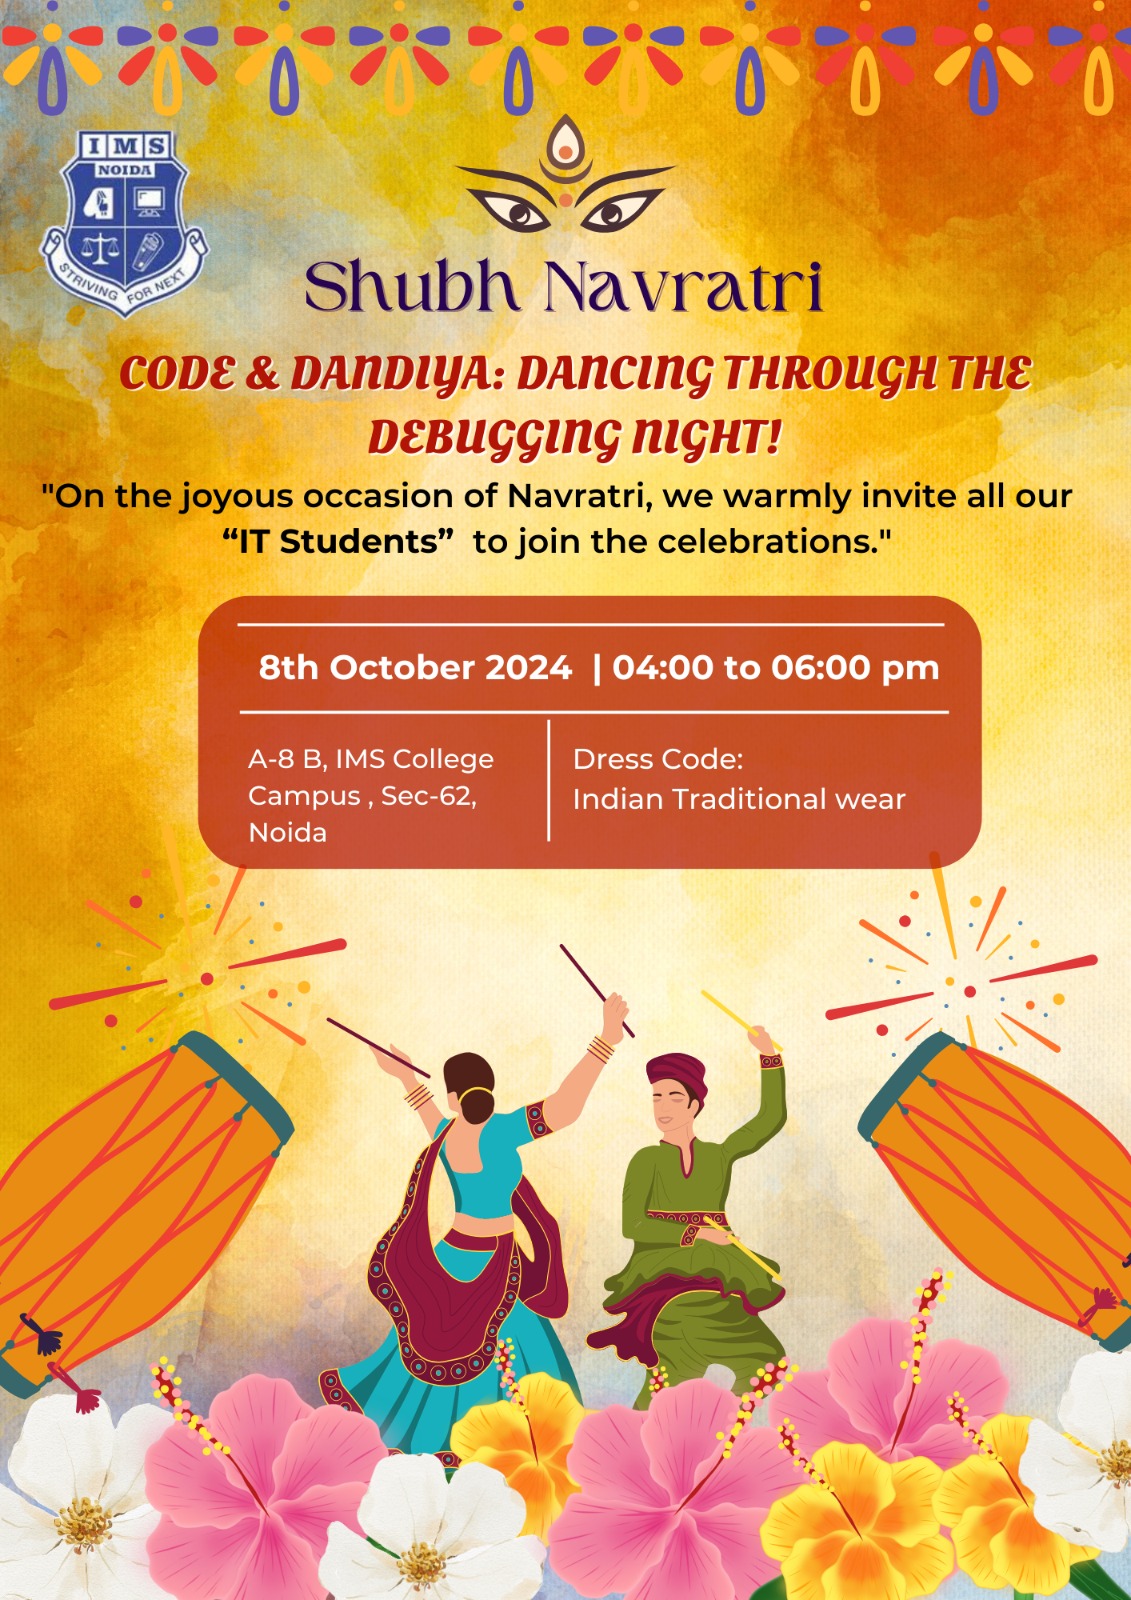 IMS
NOIDA
STRIVING FOR NEXT
Shubh Navratri
CODE & DANDIYA: DANCING THROUGH THE
DEBUGGING NIGHT!
"On the joyous occasion of Navratri, we warmly invite all our
“IT Students” to join the celebrations."
8th October 2024 | 04:00 to 06:00 pm
A-8 B, IMS College
Campus , Sec-62,
Noida
Dress Code:
Indian Traditional wear